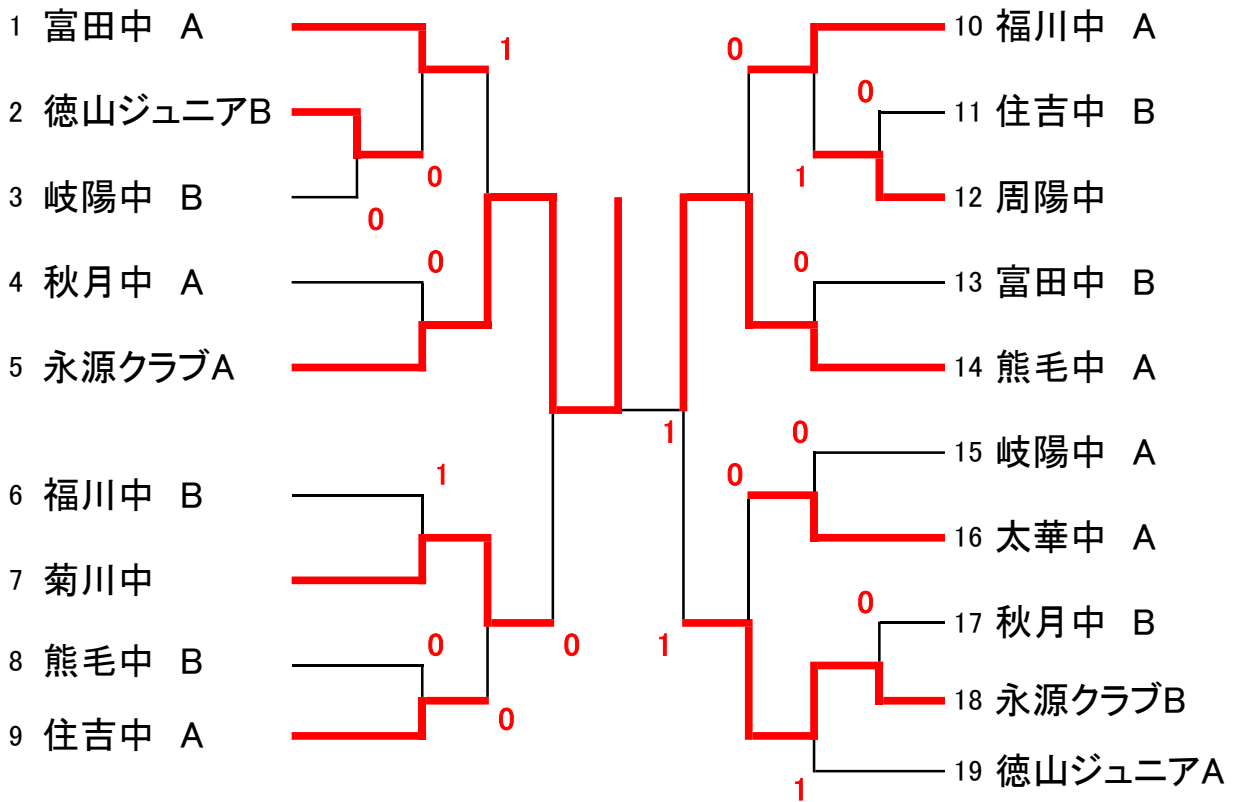 1 富田中 A
2 徳山ジュニアB
3 岐陽中 B
4 秋月中 A
5 永源クラブA
6 福川中 B
7 菊川中
8 熊毛中 B
9 住吉中 A
1
0
0
0
1
0
0
0
10 福川中 A
11 住吉中 B
12 周陽中
13 富田中 B
14 熊毛中 A
15 岐陽中 A
16 太華中 A
17 秋月中 B
18 永源クラブB
19 徳山ジュニアA
0
0
1
0
1
0
0
0
1
1